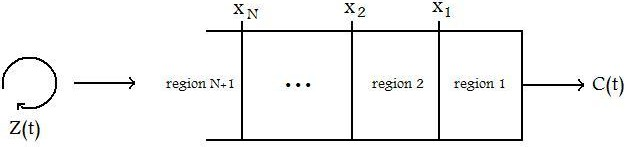 x_N x_2 x_1
region N+1 ... region 2 region 1 C(t)
Z(t)